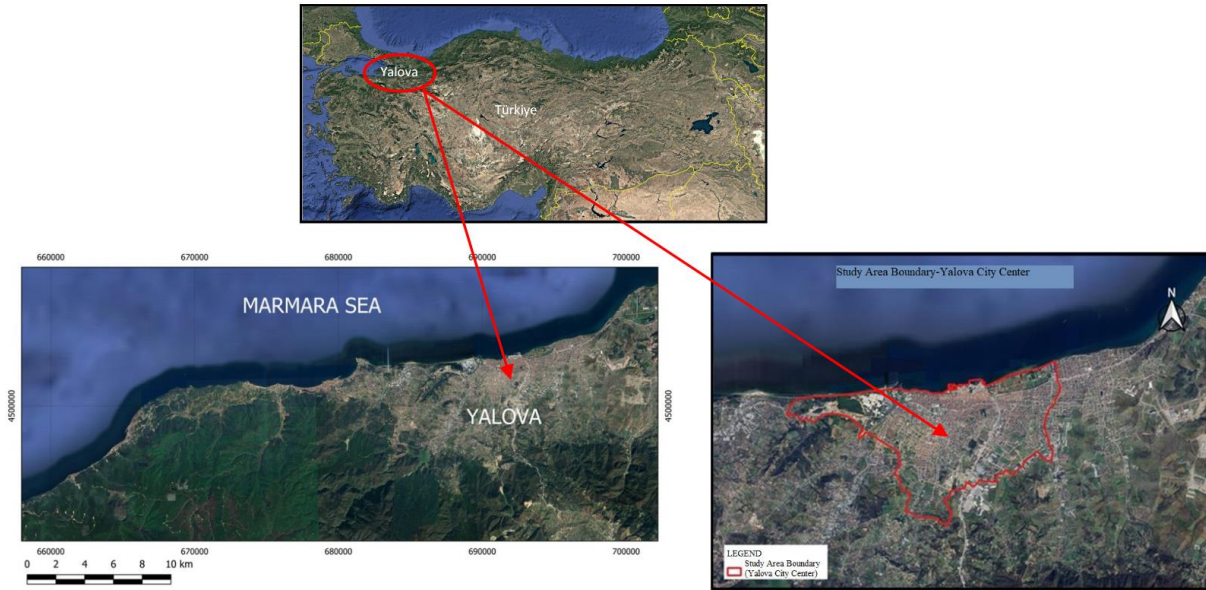 Yalova
Türkiye
660000 670000 680000 690000 700000
MARMARA SEA
YALOVA
4500000
4500000
660000 670000 680000 690000 700000
0 2 4 6 8 10 km
Study Area Boundary-Yalova City Center
N
LEGEND
Study Area Boundary
(Yalova City Center)